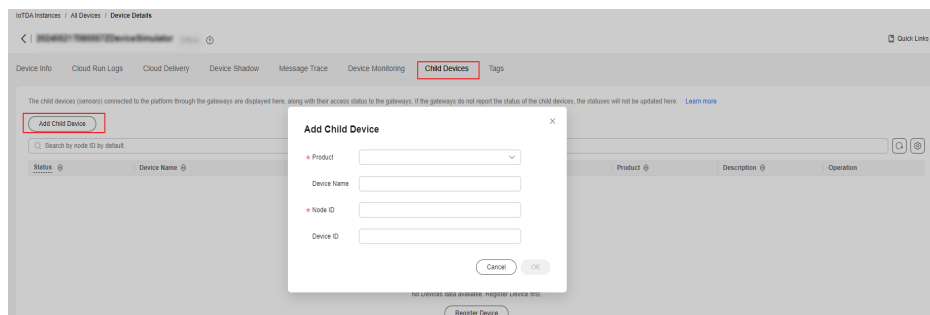 IoTDA Instances / All Devices / Device Details
Quick Links
Device Info Cloud Run Logs Cloud Delivery Device Shadow Message Trace Device Monitoring Child Devices Tags
The child devices (sensors) connected to the platform through the gateways are displayed here, along with their access status to the gateways. If the gateways do not report the status of the child devices, the statuses will not be updated here. Learn more
Add Child Device
Search by node ID by default.
Status Device Name Product Description Operation
Add Child Device
* Product
Device Name
* Node ID
Device ID
Cancel OK
No Devices data available. Register Device first.
Register Device